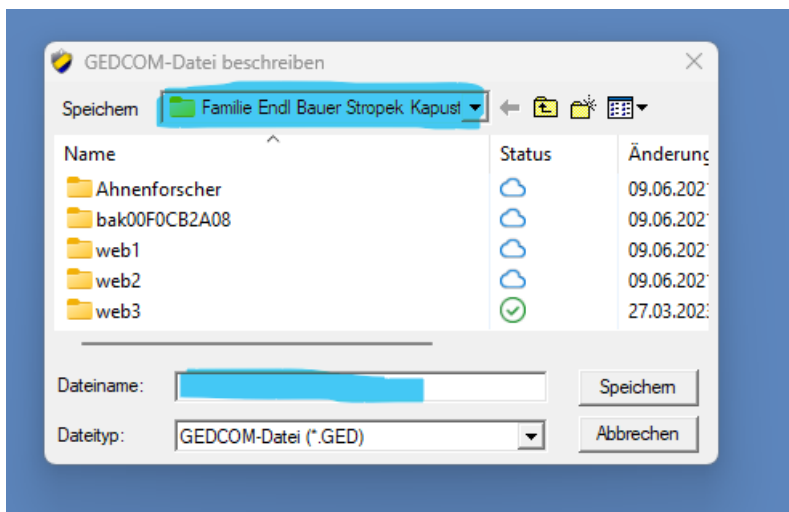 GEDCOM-Datei beschreiben
Speichern Familie Endl Bauer Stropek Kapust
Name Status Änderung
Ahnenforscher 09.06.202
bak00F0CB2A08 09.06.202
web1 09.06.202
web2 09.06.202
web3 27.03.202
Dateiname: Speichern
Dateityp: GEDCOM-Datei (*.GED) Abbrechen